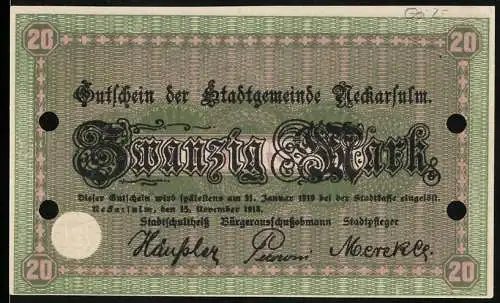 20 20
Gutschein der Stadtgemeinde Neckarsulm.
Zwanzig Mark
Dieser Gutschein wird spätestens am 31. Januar 1919 bei der Stadtkasse eingelöst.
Neckarsulm, den 15. November 1918.
Stadtschultheiß Bürgerausschußobmann Stadtpfleger
Häußler
20 20